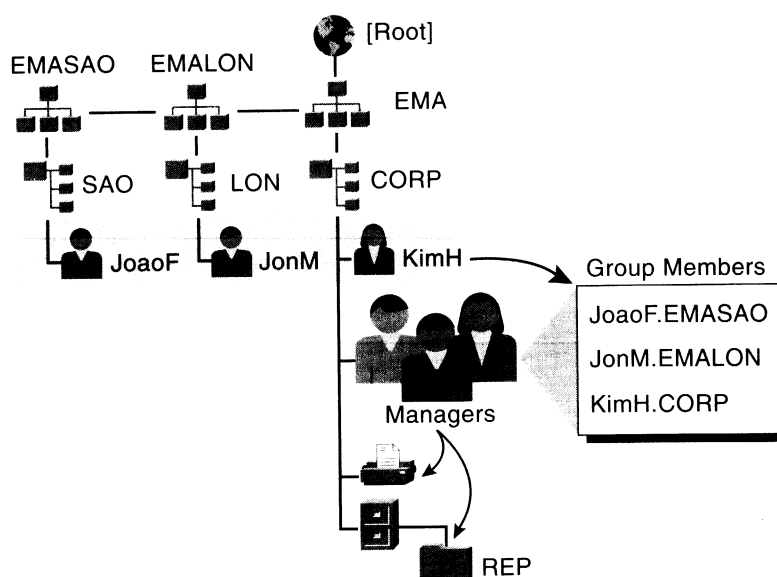 [Root]
EMASAO
EMALON
EMA
SAO
LON
CORP
JoaoF
JonM
KimH
Group Members
JoaoF.EMASAO
JonM.EMALON
KimH.CORP
Managers
REP